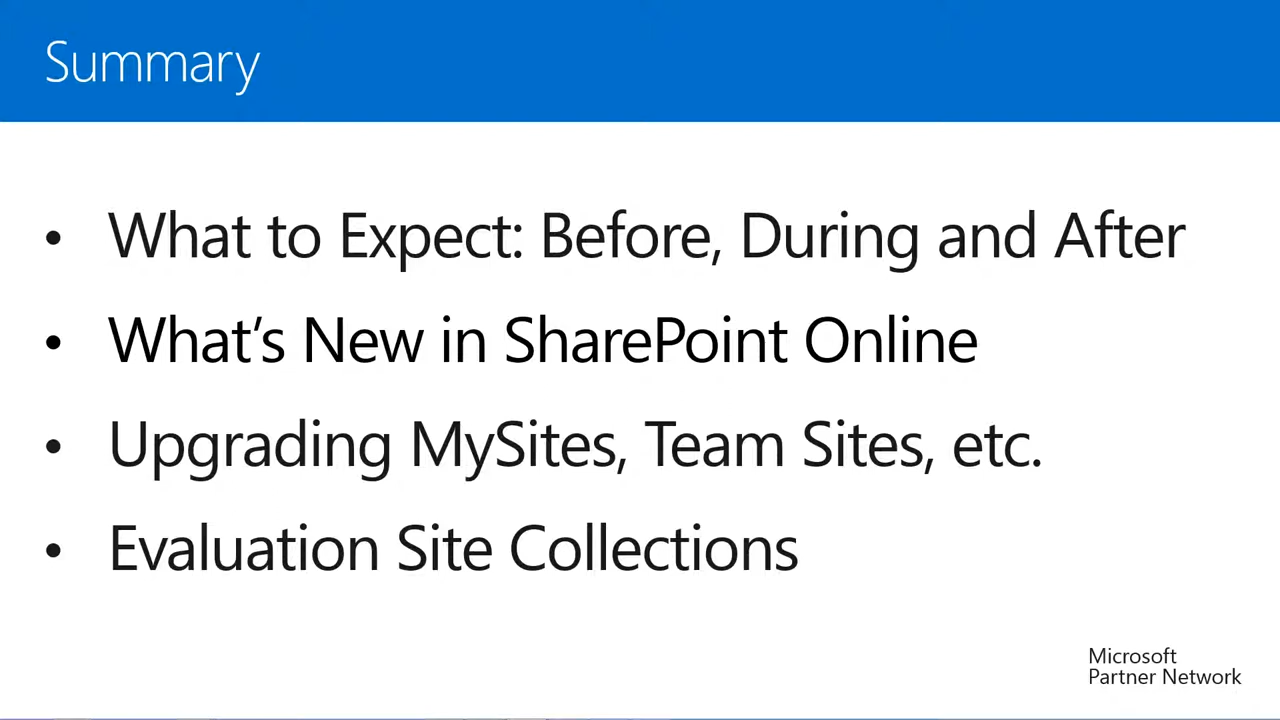 Summary
• What to Expect: Before, During and After
• What's New in SharePoint Online
• Upgrading MySites, Team Sites, etc.
• Evaluation Site Collections
Microsoft
Partner Network